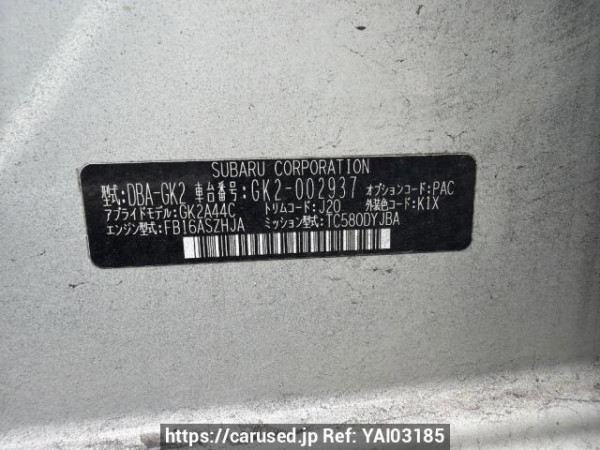 SUBARU CORPORATION
型式:DBA-GK2 車台番号:GK2-002937 オプションコード:PAC
アプライドモデル:GK2A44C トリムコード:J20 外装色コード:K1X
エンジン型式:FB16ASZHJA ミッション型式:TC580DYJBA
https://carused.jp Ref: YAI03185